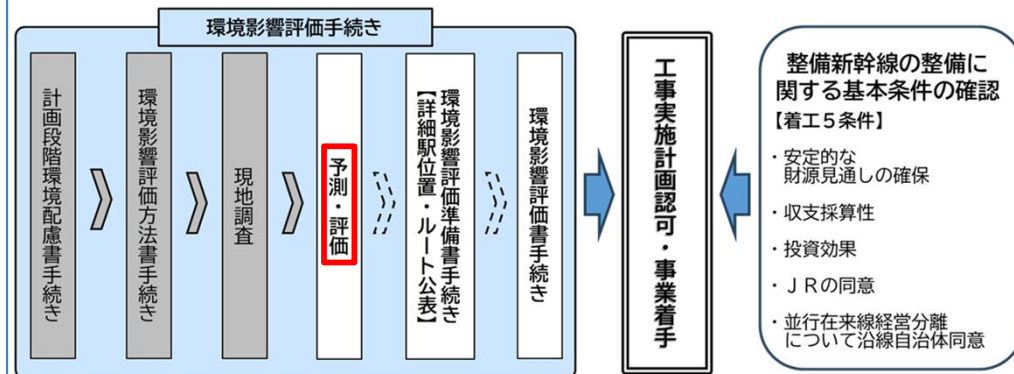 環境影響評価手続き
計画段階環境配慮書手続き
環境影響評価方法書手続き
現地調査
予測・評価
環境影響評価準備書手続き
【詳細駅位置・ルート公表】
環境影響評価書手続き
工事実施計画認可・事業着手
整備新幹線の整備に
関する基本条件の確認
【着工５条件】
・安定的な
財源見通しの確保
・収支採算性
・投資効果
・ＪＲの同意
・並行在来線経営分離
について沿線自治体同意